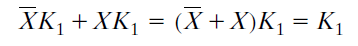 X̅K₁ + XK₁ = (X̅ + X)K₁ = K₁